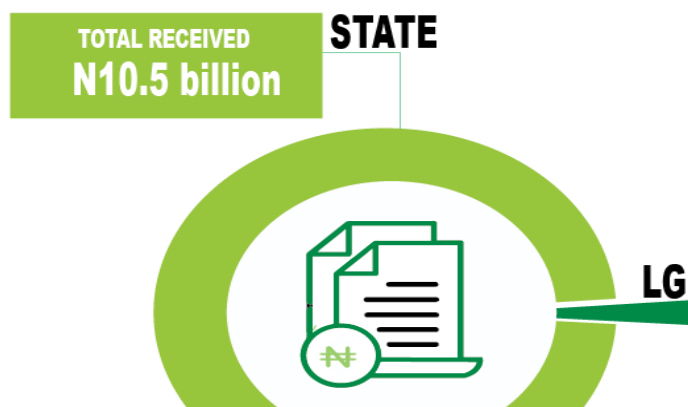 TOTAL RECEIVED
N10.5 billion
STATE
LG
₦